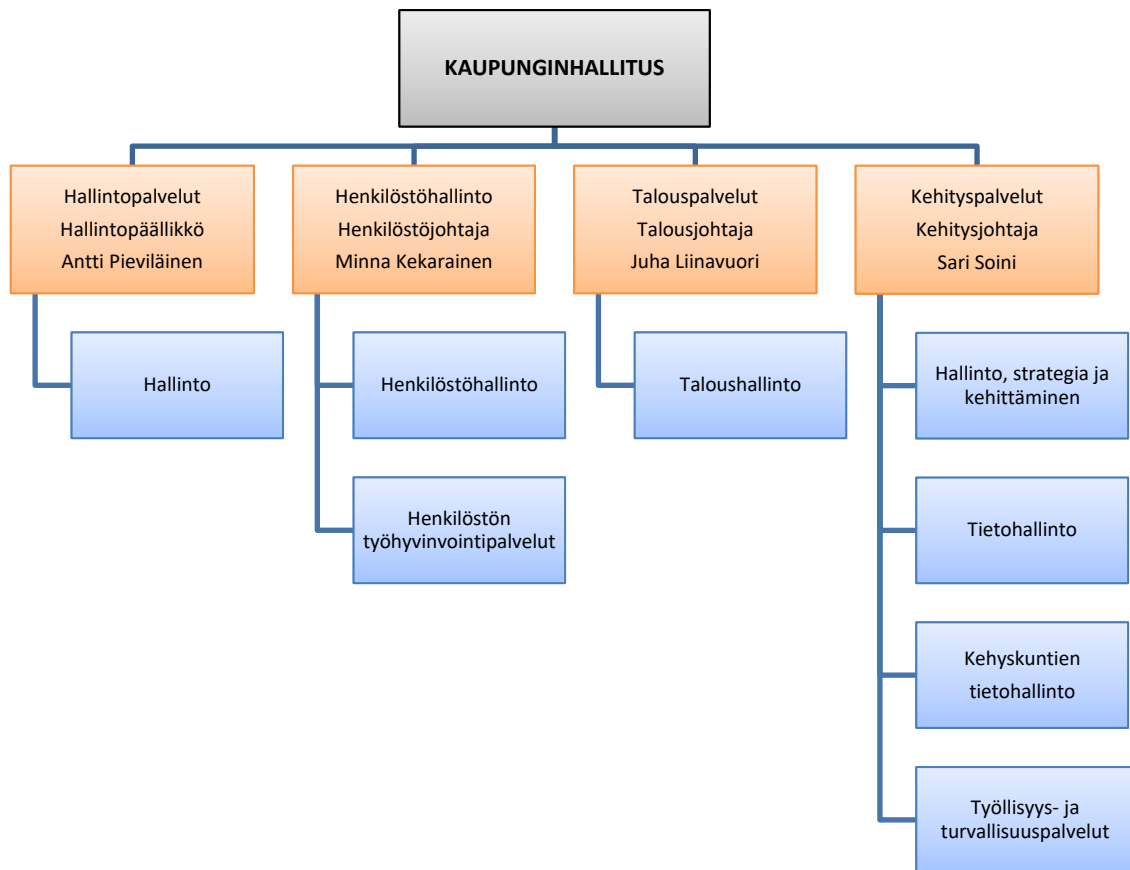 KAUPUNGINHALLITUS
Hallintopalvelut
Hallintopäällikkö
Antti Pieviläinen
Henkilöstöhallinto
Henkilöstöjohtaja
Minna Kekarainen
Talouspalvelut
Talousjohtaja
Juha Liinavuori
Kehityspalvelut
Kehitysjohtaja
Sari Soini
Hallinto
Henkilöstöhallinto
Henkilöstön
työhyvinvointipalvelut
Taloushallinto
Hallinto, strategia ja
kehittäminen
Tietohallinto
Kehyskuntien
tietohallinto
Työllisyys- ja
turvallisuuspalvelut